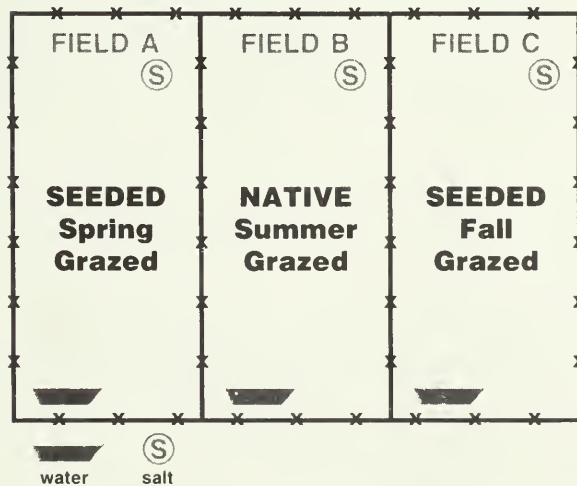 FIELD A
FIELD B
FIELD C
S
S
S
SEEDED
Spring
Grazed
NATIVE
Summer
Grazed
SEEDED
Fall
Grazed
S
water
salt